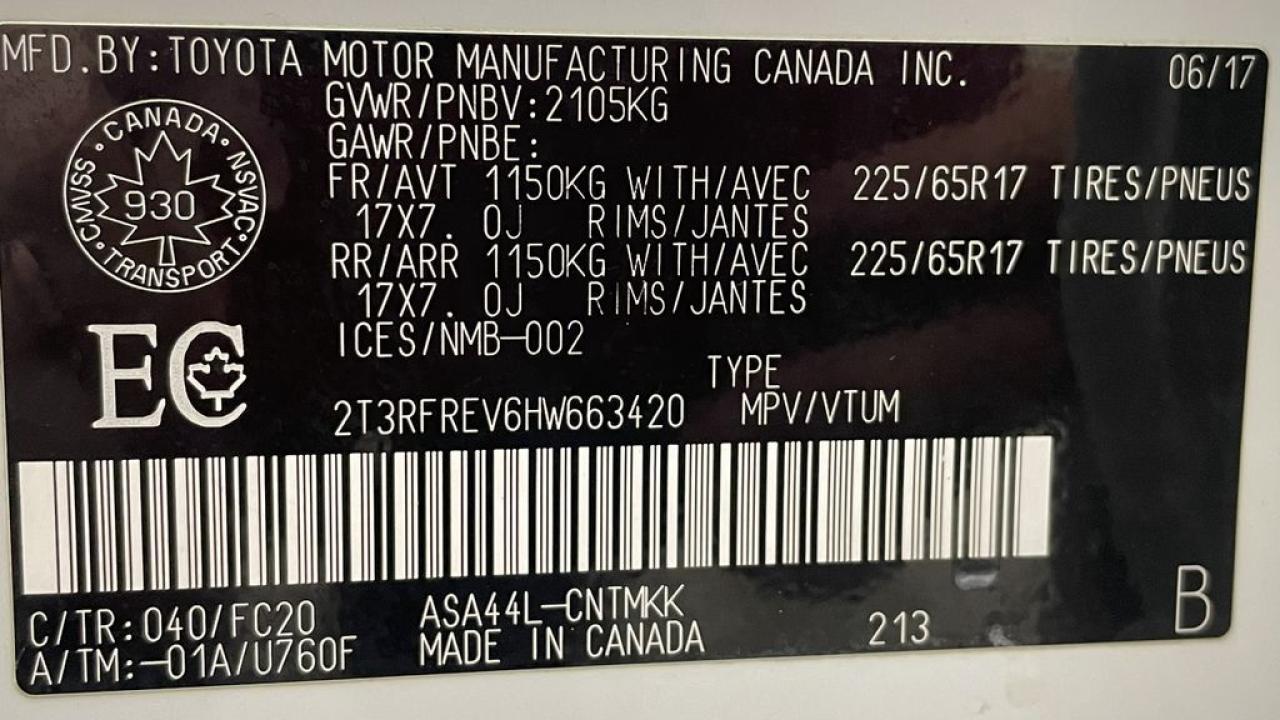 MFD.BY:TOYOTA MOTOR MANUFACTURING CANADA INC. 06/17
GVWR/PNBV:2105KG
GAWR/PNBE:
FR/AVT 1150KG WITH/AVEC 225/65R17 TIRES/PNEUS
17X7. 0J RIMS/JANTES
RR/ARR 1150KG WITH/AVEC 225/65R17 TIRES/PNEUS
17X7. 0J RIMS/JANTES
CANADA · NSVAC · TRANSPORT · CMVSS ·
930
ICES/NMB-002
EC
TYPE
2T3RFREV6HW663420 MPV/VTUM
C/TR:040/FC20 ASA44L-CNTMKK
A/TM:-01A/U760F MADE IN CANADA 213 B